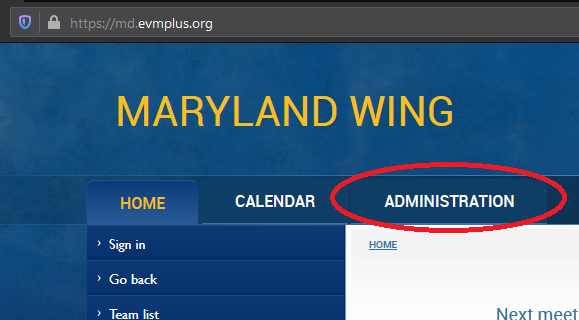 https://md.evmplus.org
MARYLAND WING
HOME CALENDAR ADMINISTRATION
› Sign in
HOME
› Go back
› Team list
Next meet